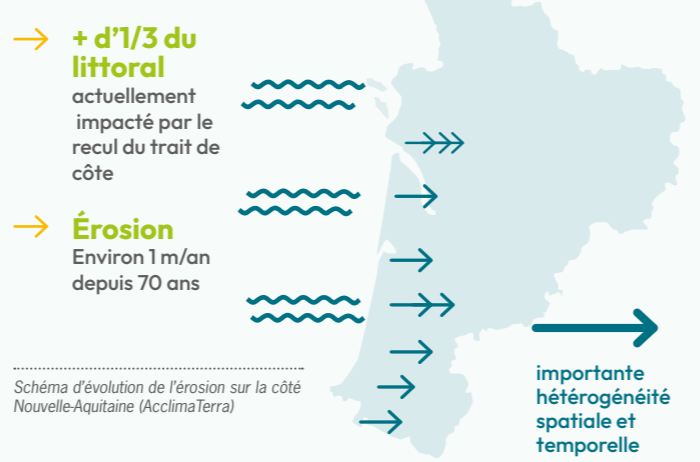 + d’1/3 du
littoral
actuellement
impacté par le
recul du trait de
côte
Érosion
Environ 1 m/an
depuis 70 ans
Schéma d’évolution de l’érosion sur la côté
Nouvelle-Aquitaine (AcclimaTerra)
importante
hétérogénéité
spatiale et
temporelle